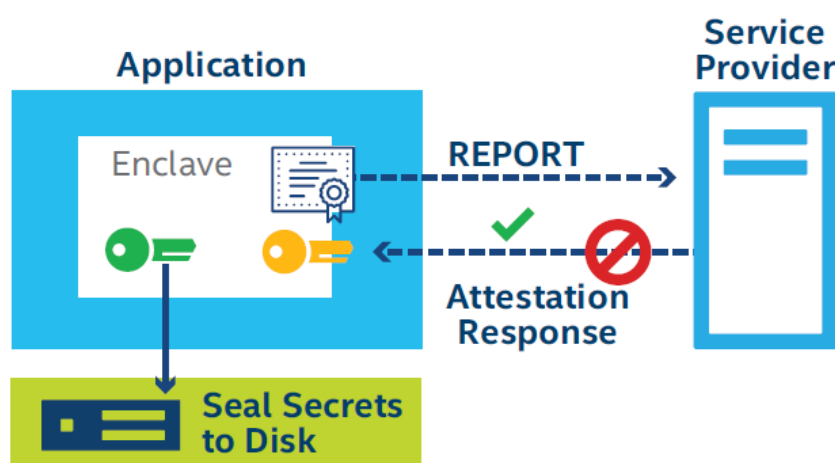 Application
Service
Provider
Enclave
REPORT
Attestation
Response
Seal Secrets
to Disk